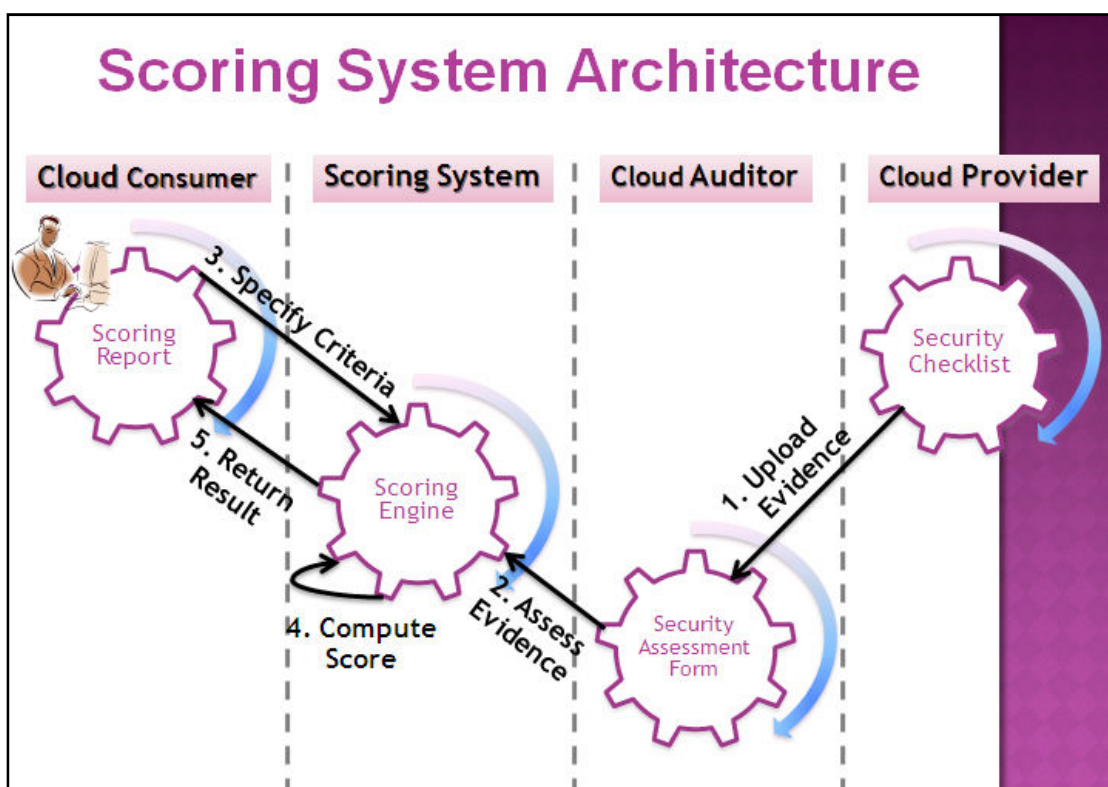 Scoring System Architecture
Cloud Consumer
Scoring System
Cloud Auditor
Cloud Provider
3. Specify Criteria
Scoring
Report
Security
Checklist
5. Return
Result
Scoring
Engine
1. Upload
Evidence
4. Compute
Score
2. Assess
Evidence
Security
Assessment
Form